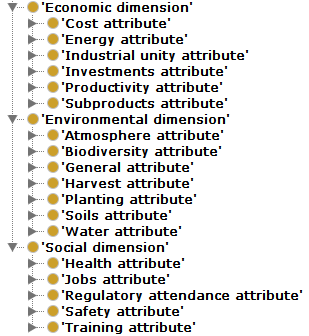 'Economic dimension'
'Cost attribute'
'Energy attribute'
'Industrial unity attribute'
'Investments attribute'
'Productivity attribute'
'Subproducts attribute'
'Environmental dimension'
'Atmosphere attribute'
'Biodiversity attribute'
'General attribute'
'Harvest attribute'
'Planting attribute'
'Soils attribute'
'Water attribute'
'Social dimension'
'Health attribute'
'Jobs attribute'
'Regulatory attendance attribute'
'Safety attribute'
'Training attribute'